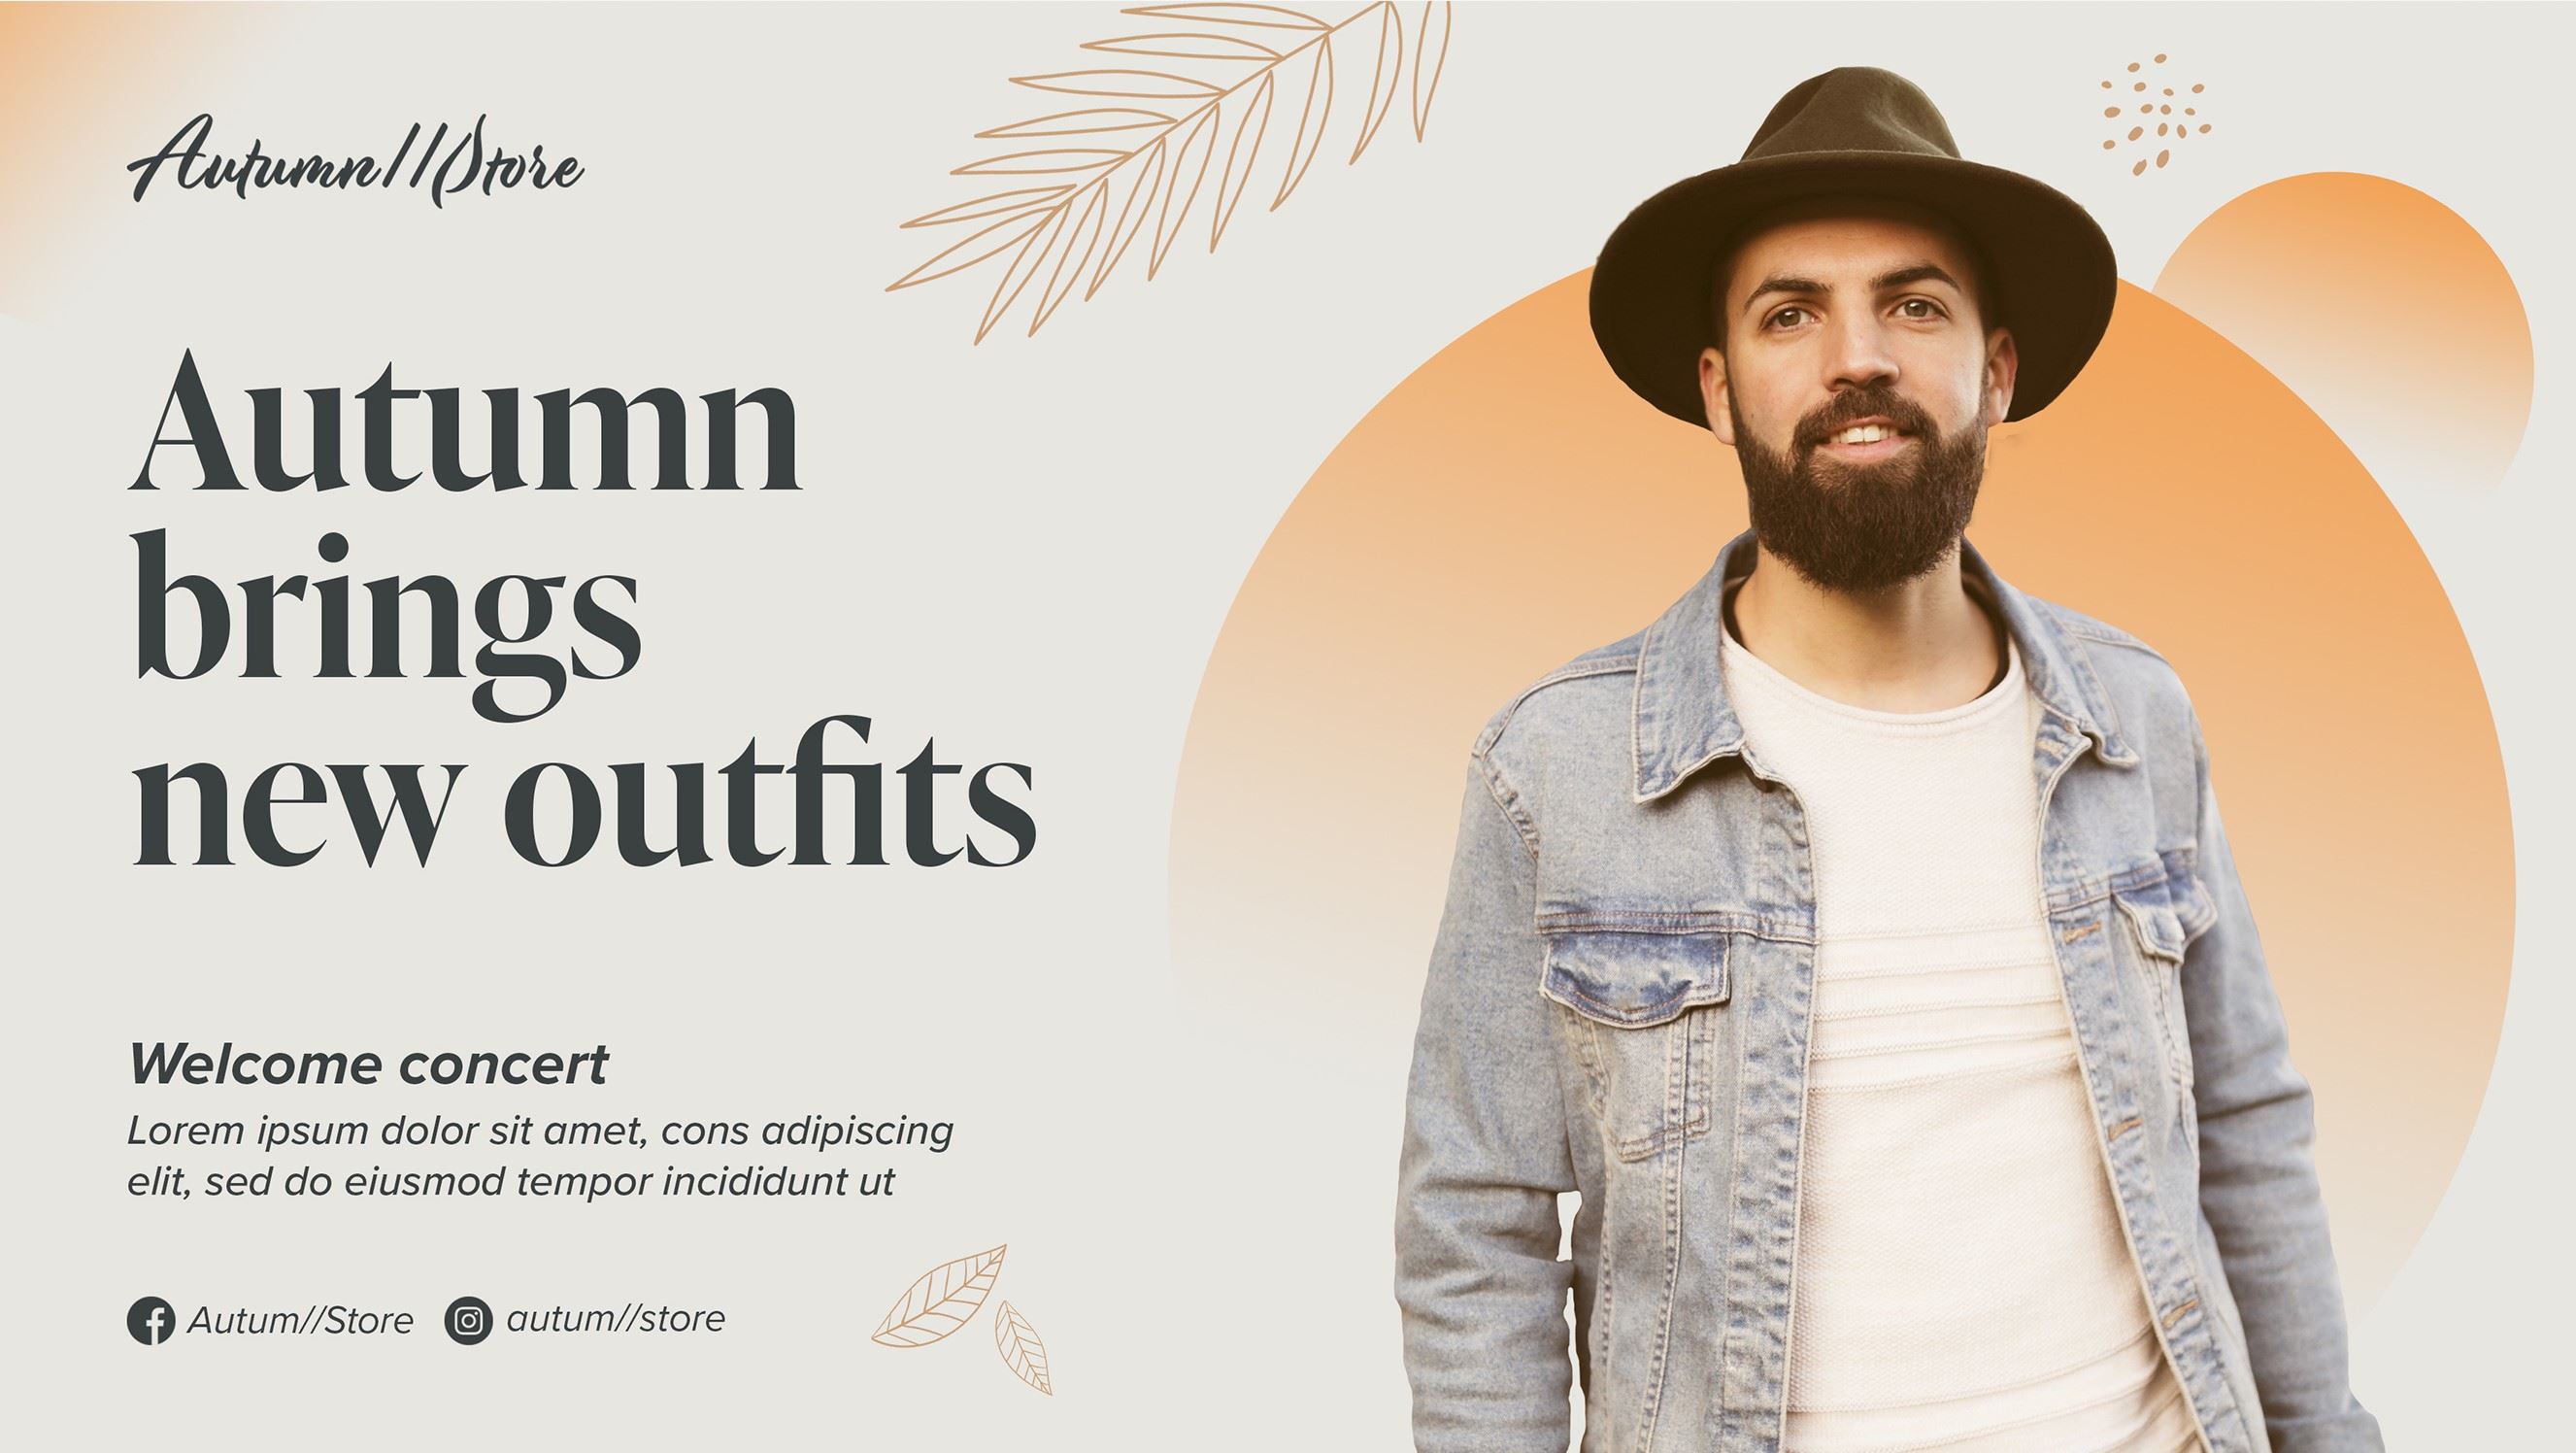 Autumn//Store
Autumn
brings
new outfits
Welcome concert
Lorem ipsum dolor sit amet, cons adipiscing
elit, sed do eiusmod tempor incididunt ut
Autum//Store autum//store